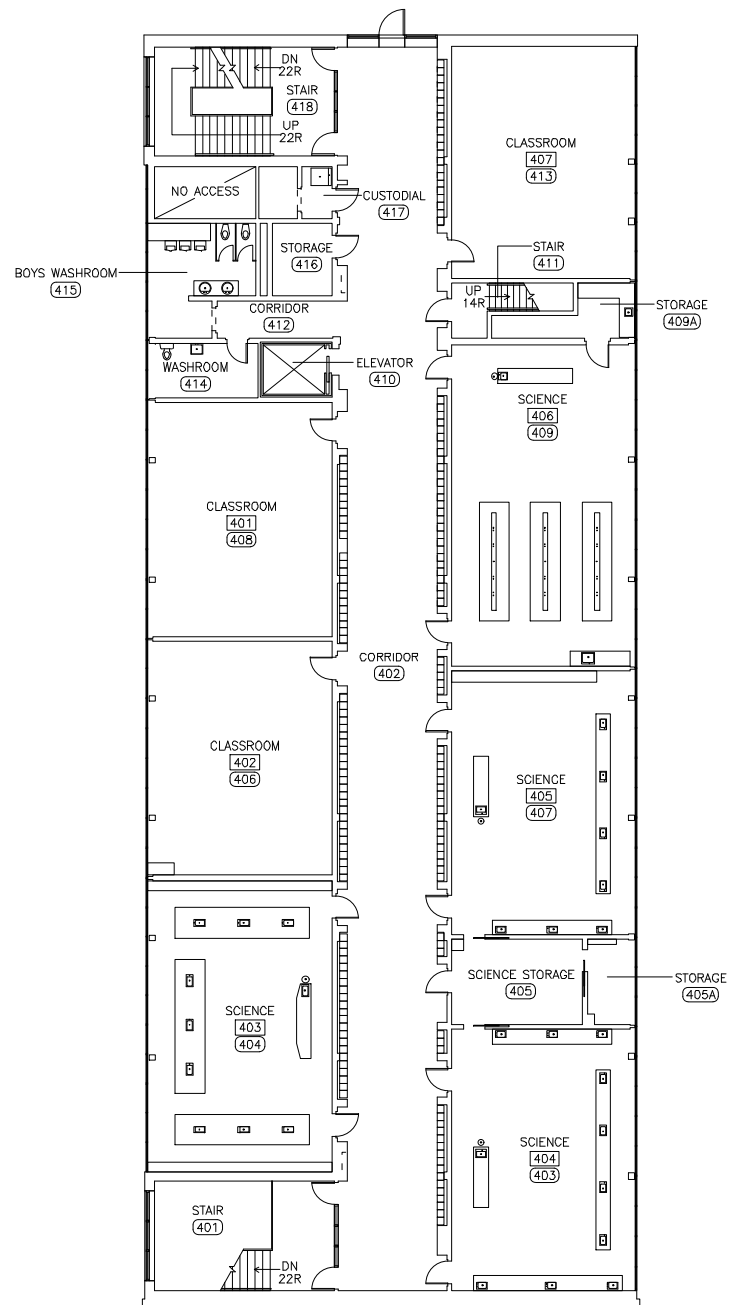 DN
22R
STAIR
418
UP
22R
CLASSROOM
407
413
NO ACCESS
CUSTODIAL
417
STORAGE
416
STAIR
411
BOYS WASHROOM
415
UP
14R
STORAGE
409A
CORRIDOR
412
WASHROOM
414
ELEVATOR
410
SCIENCE
406
409
CLASSROOM
401
408
CORRIDOR
402
CLASSROOM
402
406
SCIENCE
405
407
SCIENCE STORAGE
405
STORAGE
405A
SCIENCE
403
404
SCIENCE
404
403
STAIR
401
DN
22R